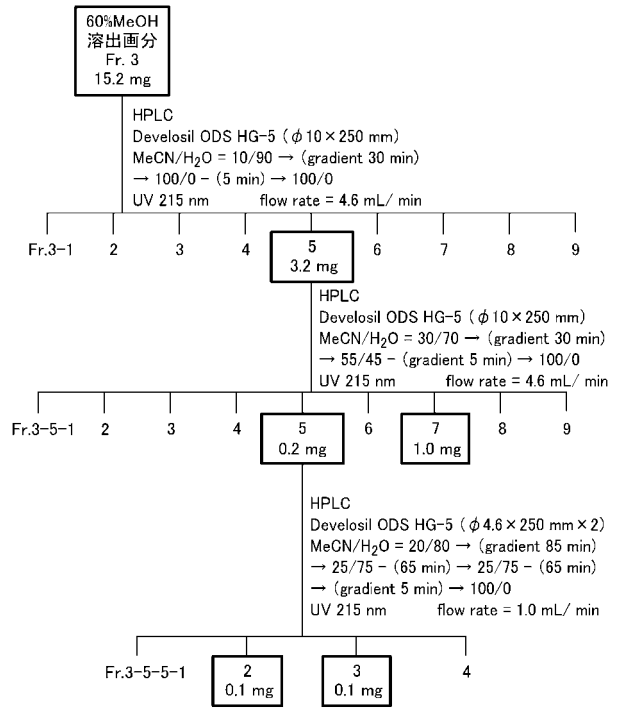 60%MeOH
溶出画分
Fr. 3
15.2 mg
HPLC
Develosil ODS HG-5 (φ10×250 mm)
MeCN/H₂O = 10/90 → (gradient 30 min)
→ 100/0 − (5 min) → 100/0
UV 215 nm flow rate = 4.6 mL/ min
Fr.3-1 2 3 4 5 6 7 8 9
3.2 mg
HPLC
Develosil ODS HG-5 (φ10×250 mm)
MeCN/H₂O = 30/70 → (gradient 30 min)
→ 55/45 − (gradient 5 min) → 100/0
UV 215 nm flow rate = 4.6 mL/ min
Fr.3-5-1 2 3 4 5 6 7 8 9
0.2 mg 1.0 mg
HPLC
Develosil ODS HG-5 (φ4.6×250 mm×2)
MeCN/H₂O = 20/80 → (gradient 85 min)
→ 25/75 − (65 min) → 25/75 − (65 min)
→ (gradient 5 min) → 100/0
UV 215 nm flow rate = 1.0 mL/ min
Fr.3-5-5-1 2 3 4
0.1 mg 0.1 mg